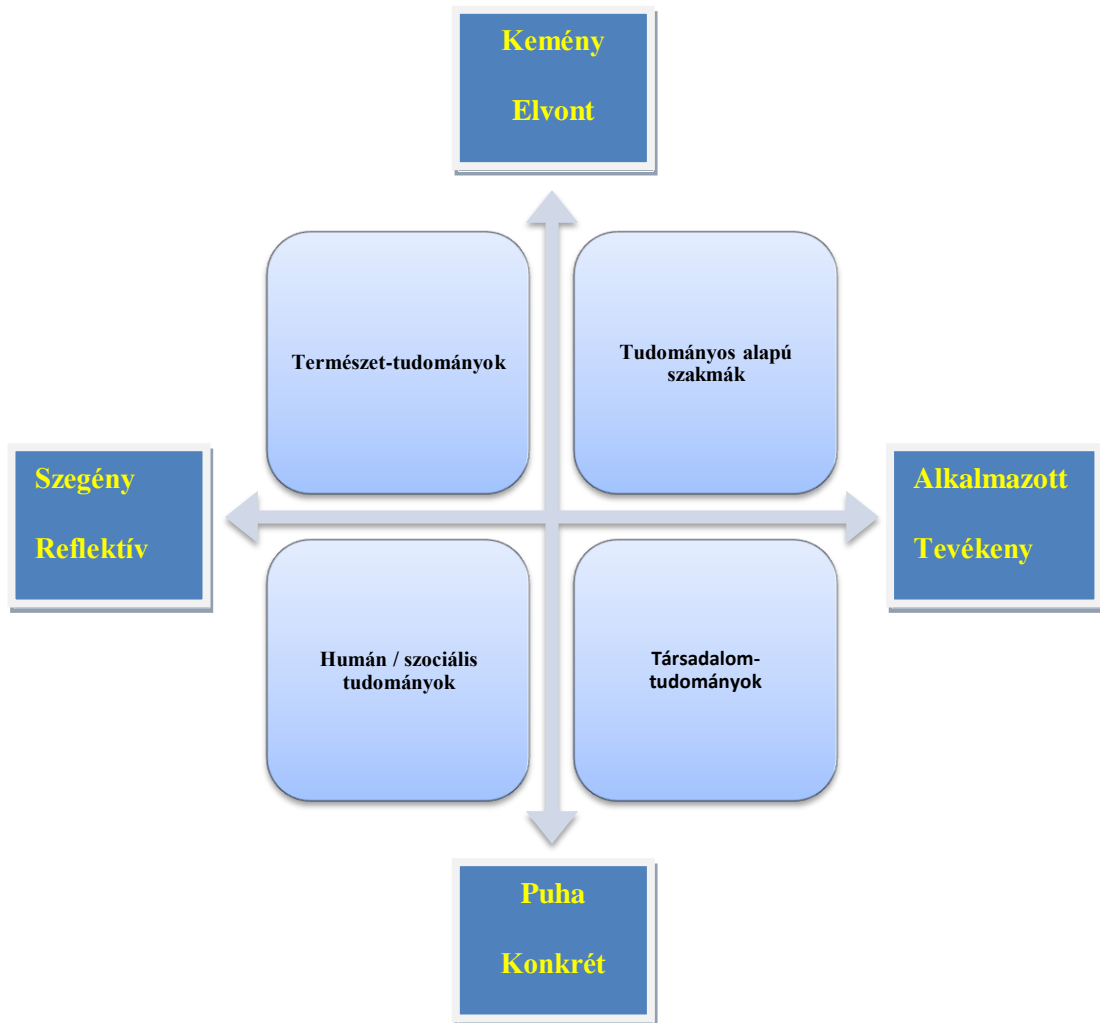 Kemény
Elvont
Természet-tudományok
Tudományos alapú
szakmák
Szegény
Reflektív
Alkalmazott
Tevékeny
Humán / szociális
tudományok
Társadalom-
tudományok
Puha
Konkrét